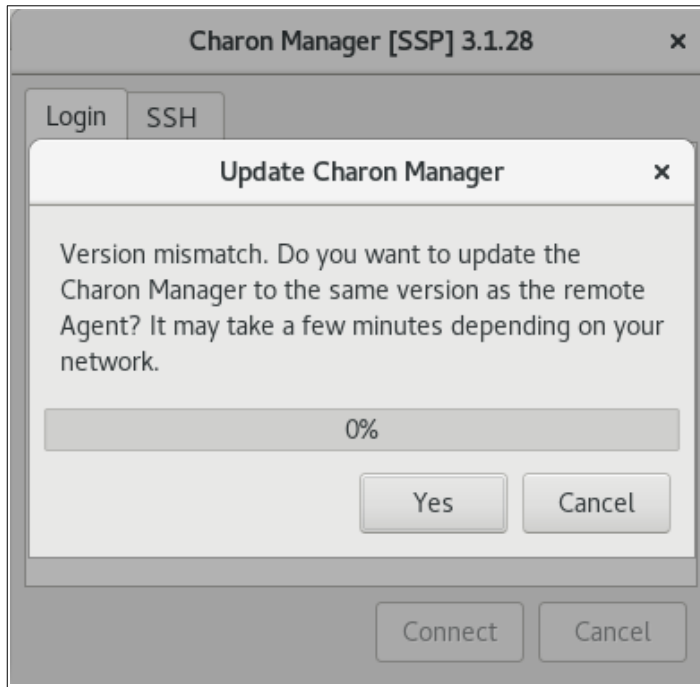 Charon Manager [SSP] 3.1.28 ×
Login SSH
Update Charon Manager ×
Version mismatch. Do you want to update the
Charon Manager to the same version as the remote
Agent? It may take a few minutes depending on your
network.
0%
Yes Cancel
Connect Cancel